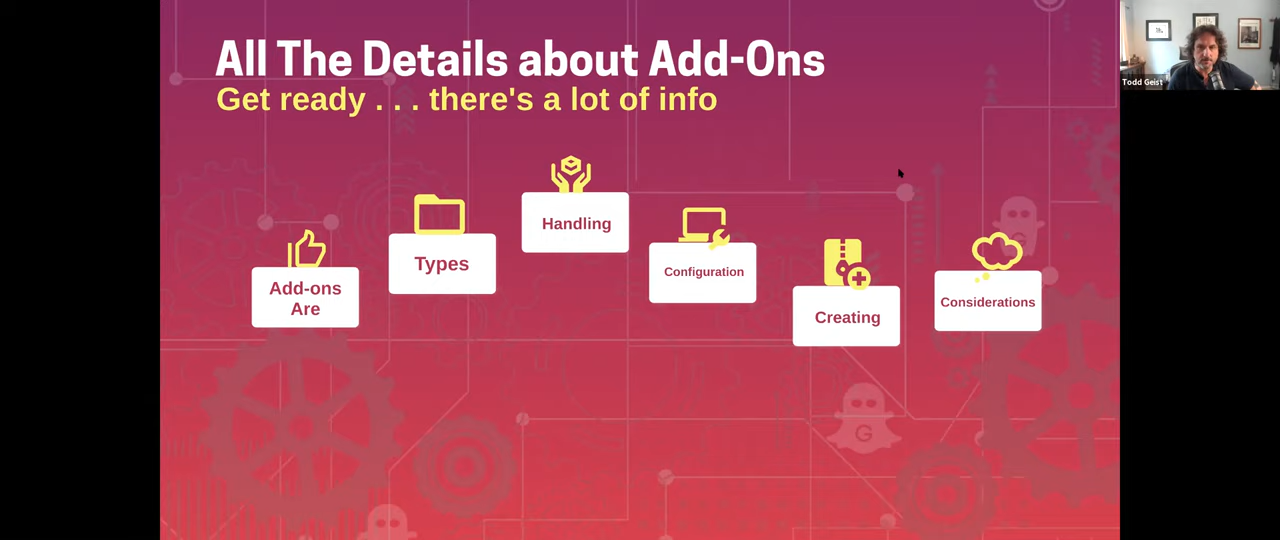 All The Details about Add-Ons
Get ready . . . there's a lot of info
Handling
Types
Configuration
Add-ons
Are
Creating
Considerations
G
G
Todd Geist